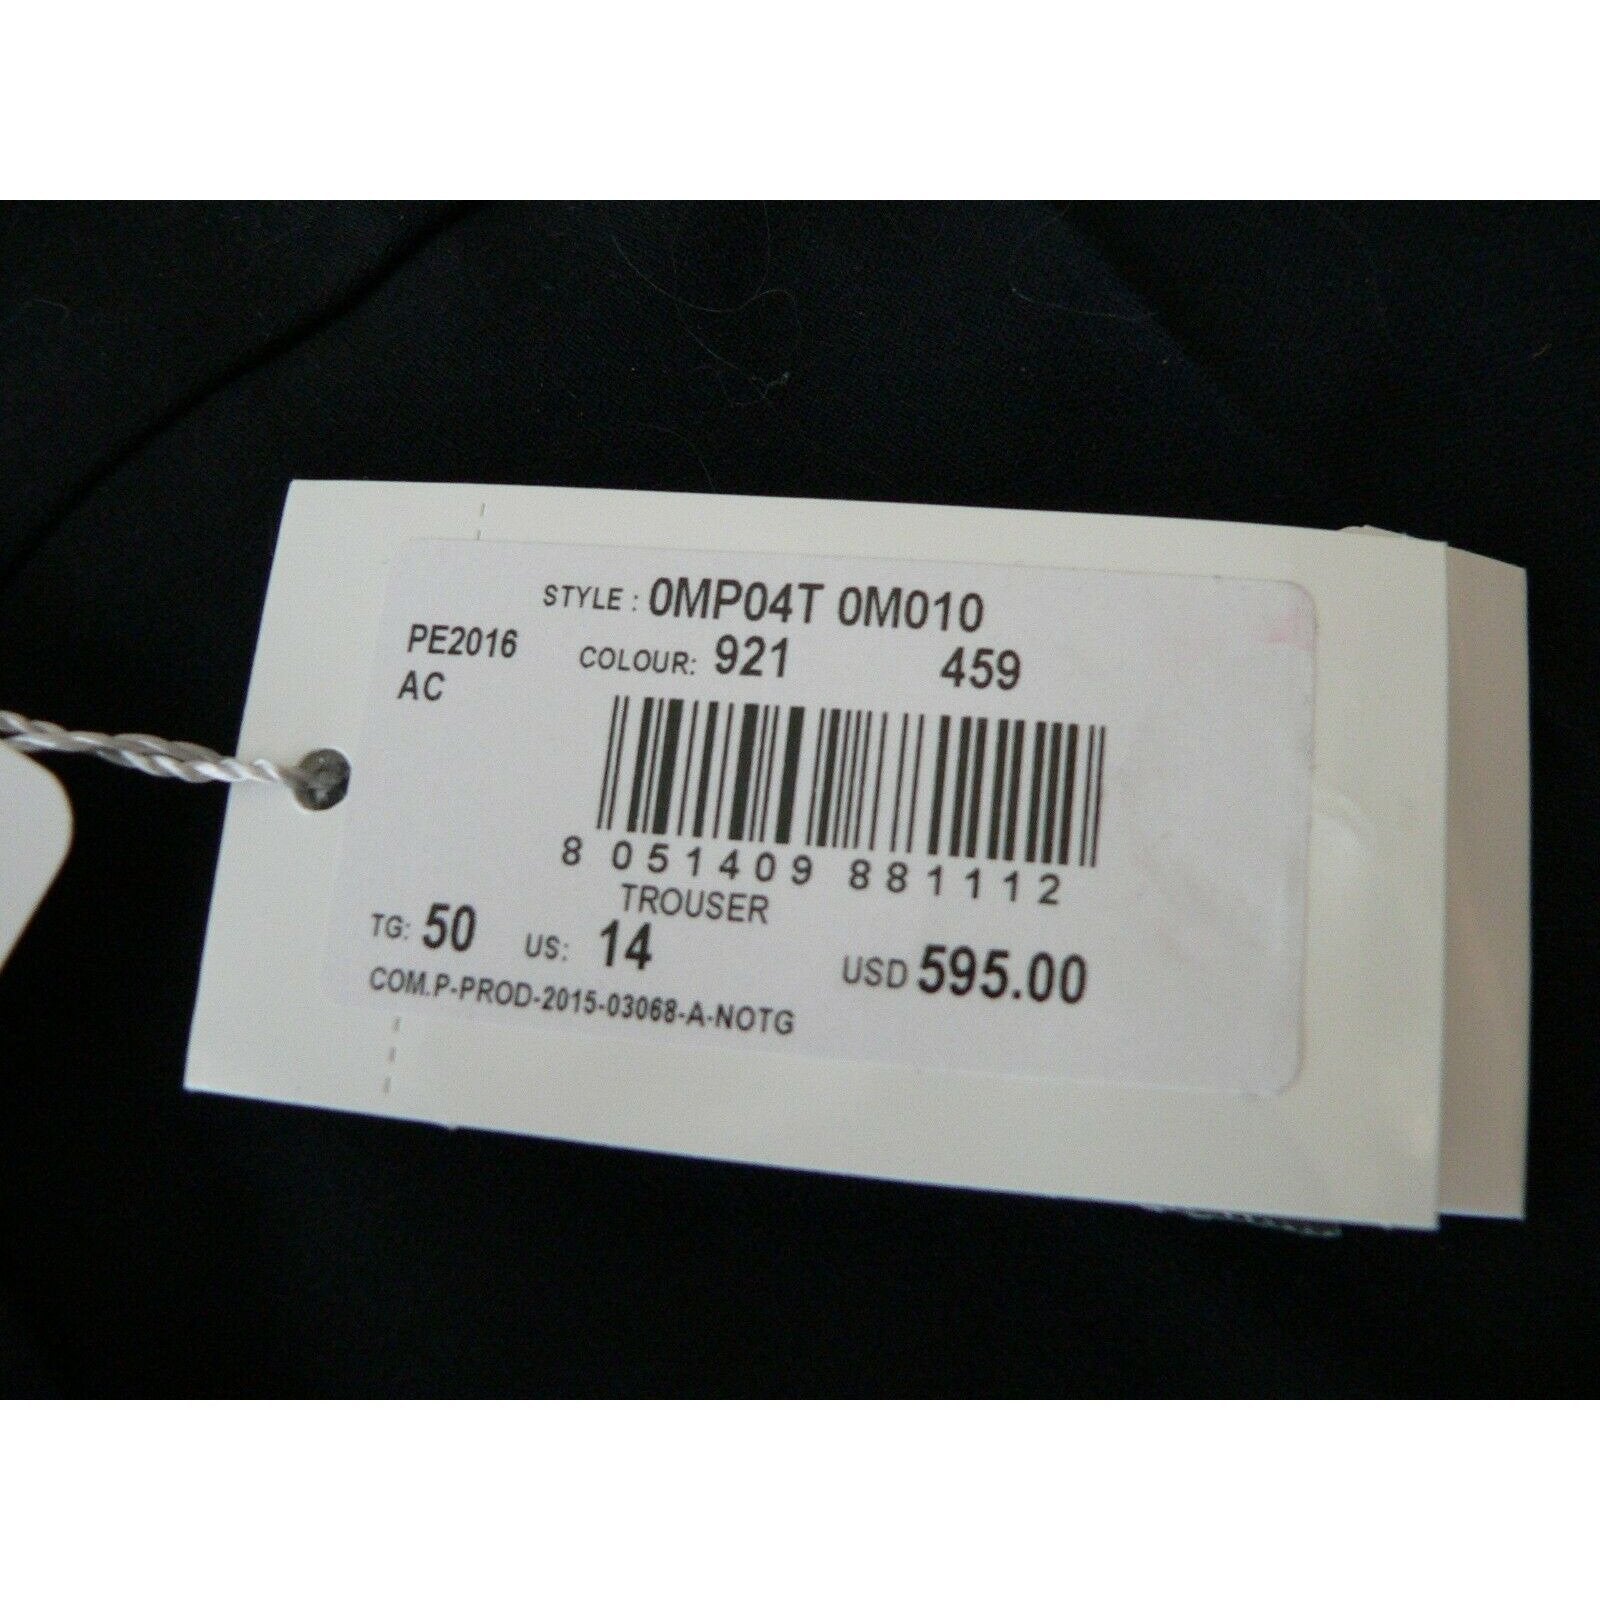 STYLE : 0MP04T 0M010
PE2016 COLOUR: 921 459
AC
8 051409 881112
TROUSER
TG: 50 US: 14 USD 595.00
COM.P-PROD-2015-03068-A-NOTG